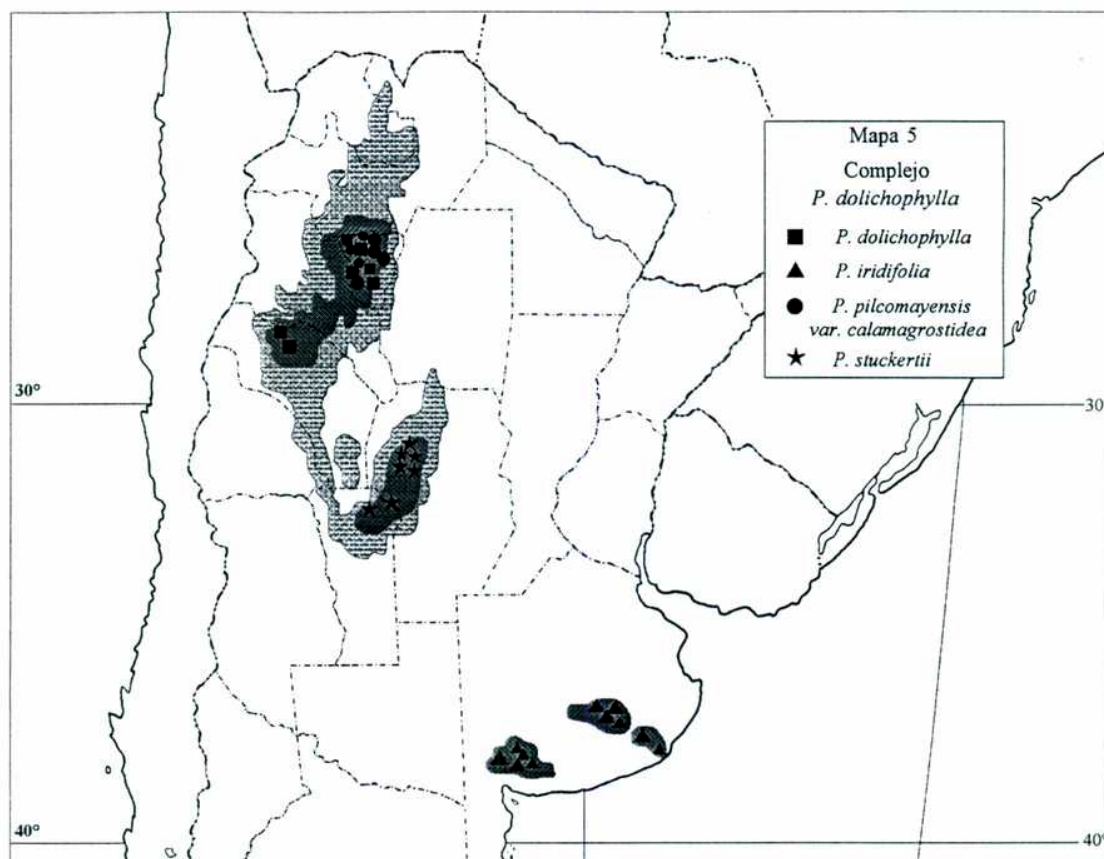 Mapa 5
Complejo
P. dolichophylla
P. dolichophylla
P. iridifolia
P. pilcomayensis
var. calamagrostidea
P. stuckertii
30°
30
40°
40°